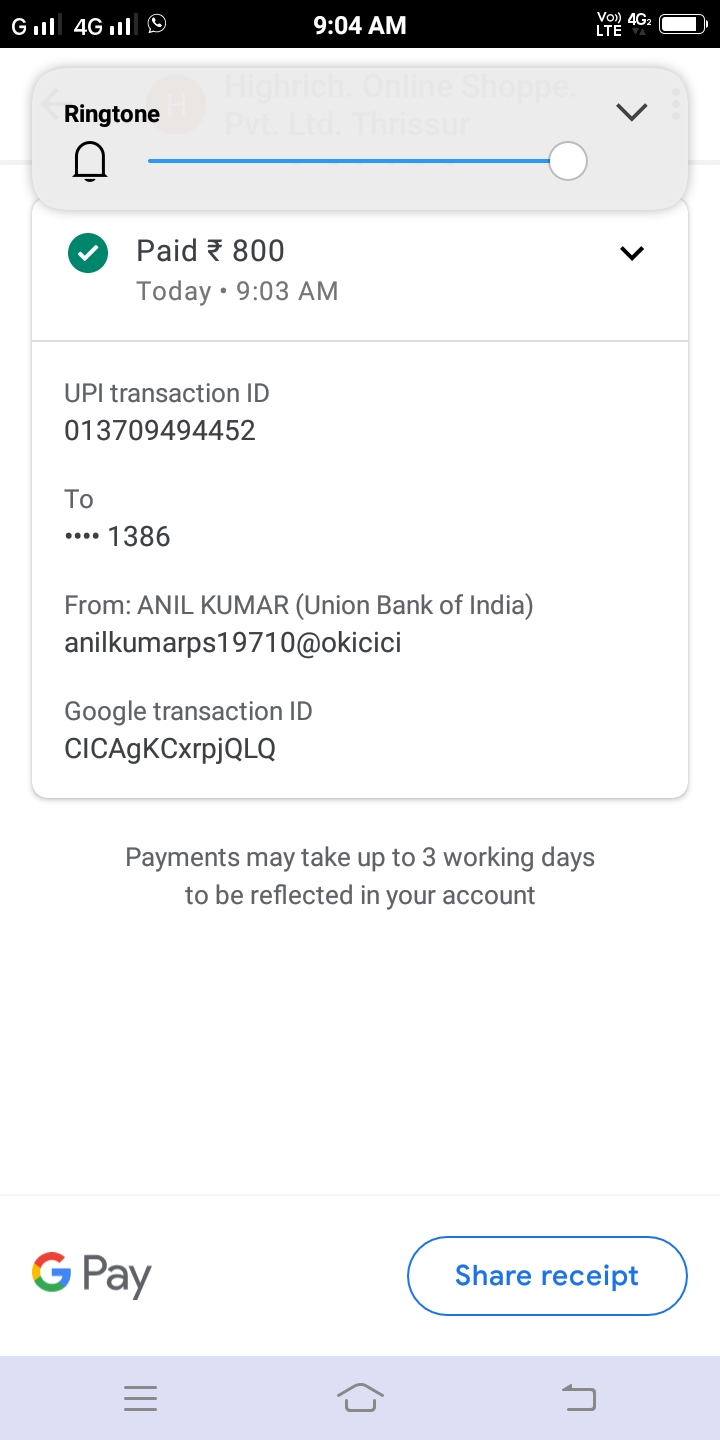 G 4G 9:04 AM Vo)) LTE 4G2
Highrich. Online Shoppe.
Pvt. Ltd. Thrissur
H
Ringtone
Paid ₹ 800
Today • 9:03 AM
UPI transaction ID
013709494452
To
•••• 1386
From: ANIL KUMAR (Union Bank of India)
anilkumarps19710@okicici
Google transaction ID
CICAgKCxrpjQLQ
Payments may take up to 3 working days
to be reflected in your account
G Pay
Share receipt